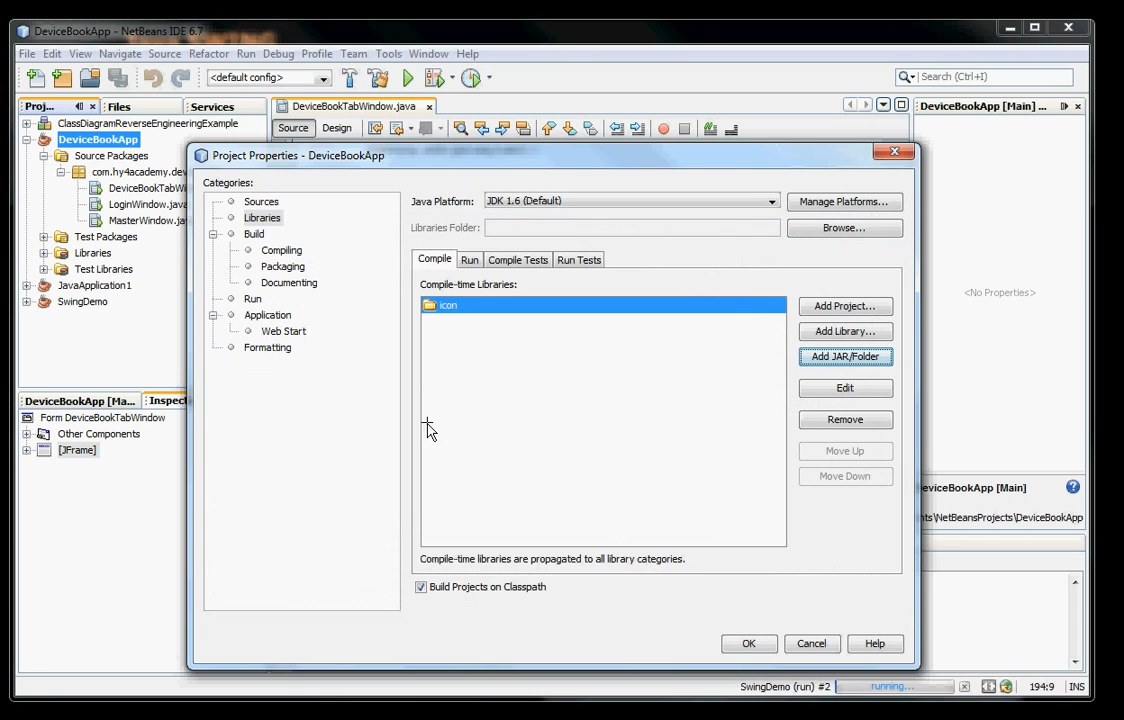 DeviceBookApp - NetBeans IDE 6.7
File Edit View Navigate Source Refactor Run Debug Profile Team Tools Window Help
<default config>
Search (Ctrl+I)
Proj... Files Services
DeviceBookTabWindow.java
DeviceBookApp [Main] ...
Source Design
ClassDiagramReverseEngineeringExample
DeviceBookApp
Source Packages
com.hy4academy.dev
DeviceBookTabWi
LoginWindow.java
MasterWindow.ja
Test Packages
Libraries
Test Libraries
JavaApplication1
SwingDemo
DeviceBookApp [Ma...
Inspect
Form DeviceBookTabWindow
Other Components
[JFrame]
Project Properties - DeviceBookApp
Categories:
Sources
Libraries
Build
Compiling
Packaging
Documenting
Run
Application
Web Start
Formatting
Java Platform: JDK 1.6 (Default) Manage Platforms...
Libraries Folder: Browse...
Compile Run Compile Tests Run Tests
Compile-time Libraries:
icon
Add Project...
Add Library...
Add JAR/Folder
Edit
Remove
Move Up
Move Down
Compile-time libraries are propagated to all library categories.
Build Projects on Classpath
OK Cancel Help
<No Properties>
eviceBookApp [Main]
nts\NetBeansProjects\DeviceBookApp
SwingDemo (run) #2 running... 194:9 INS